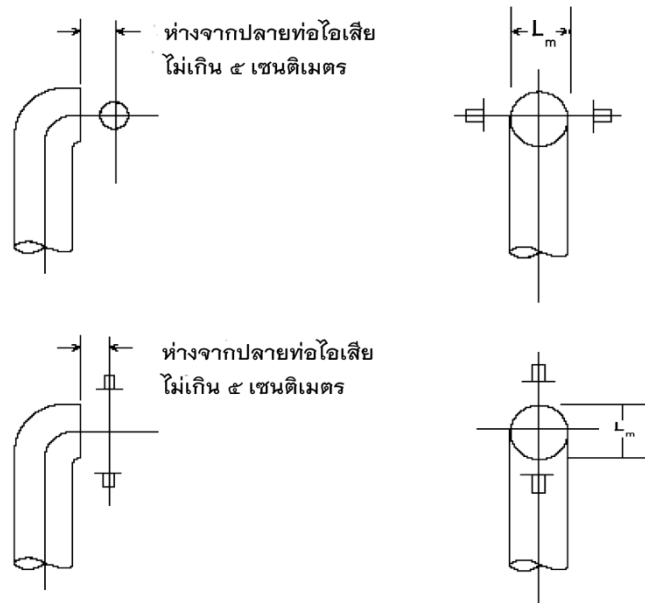 ห่างจากปลายท่อไอเสีย
ไม่เกิน ๕ เซนติเมตร
Lm
ห่างจากปลายท่อไอเสีย
ไม่เกิน ๕ เซนติเมตร
Lm